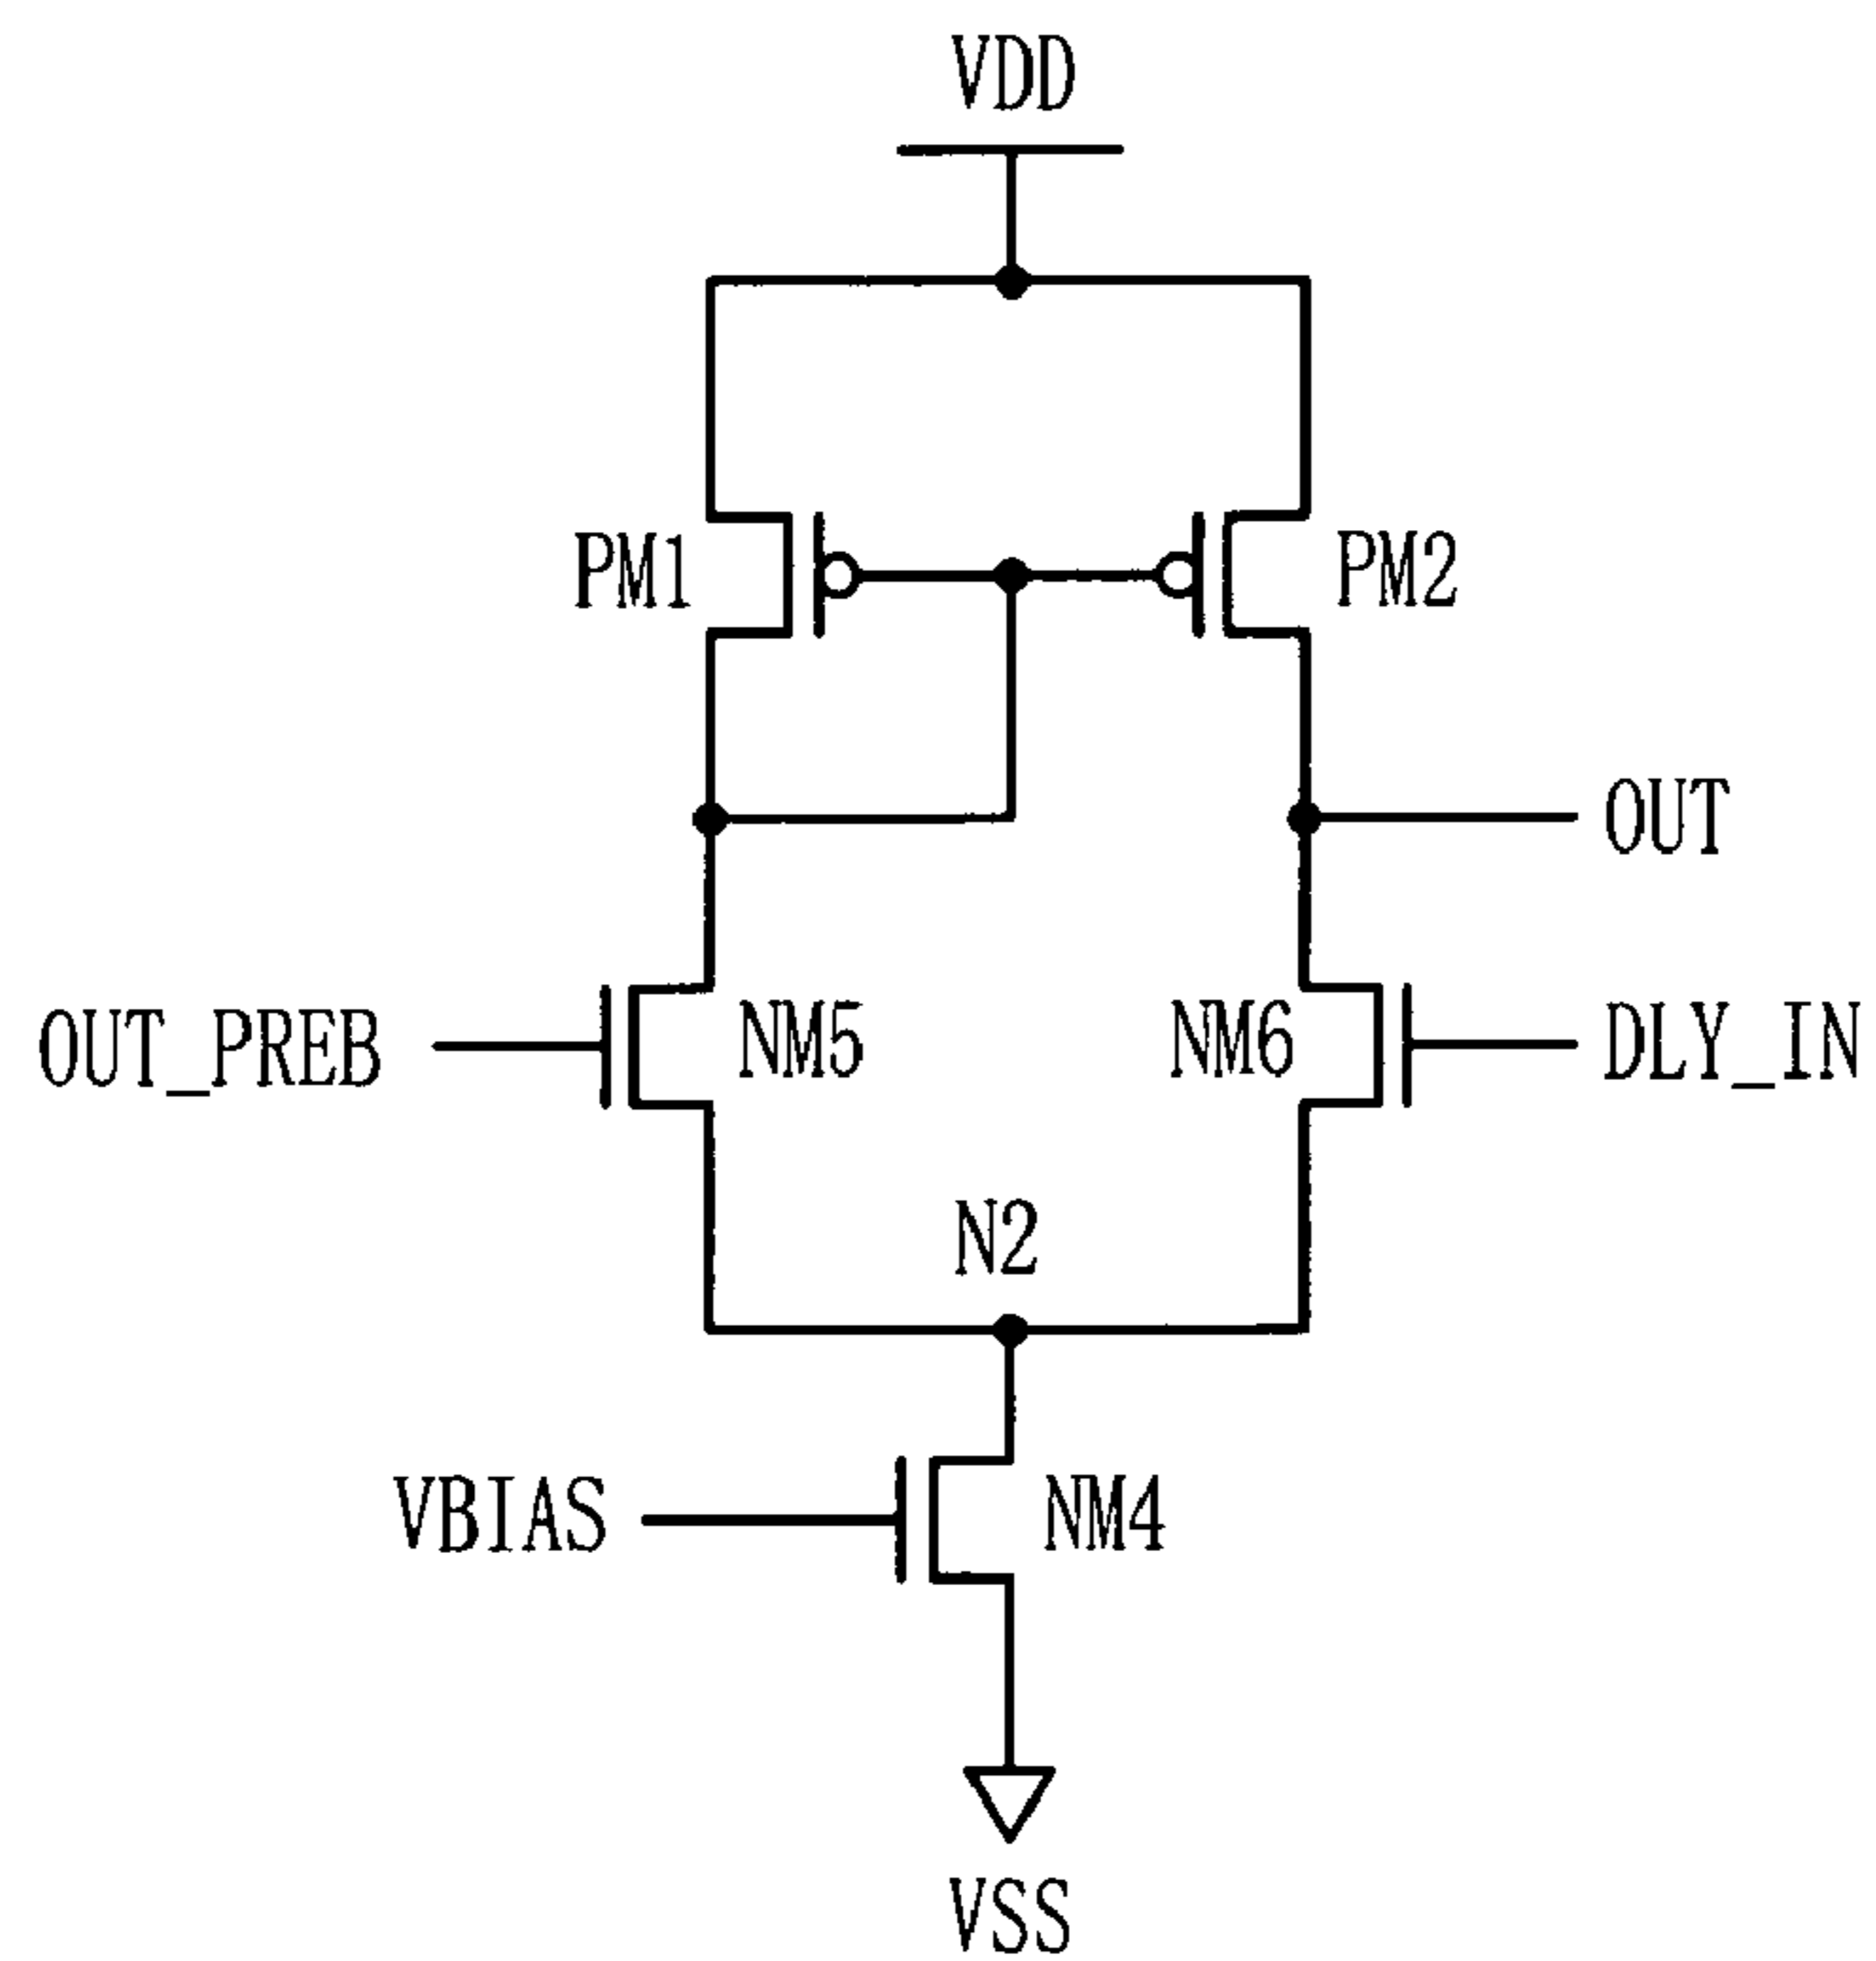 VDD
PM1
PM2
OUT
OUT_PREB
NM5
NM6
DLY_IN
N2
VBIAS
NM4
VSS